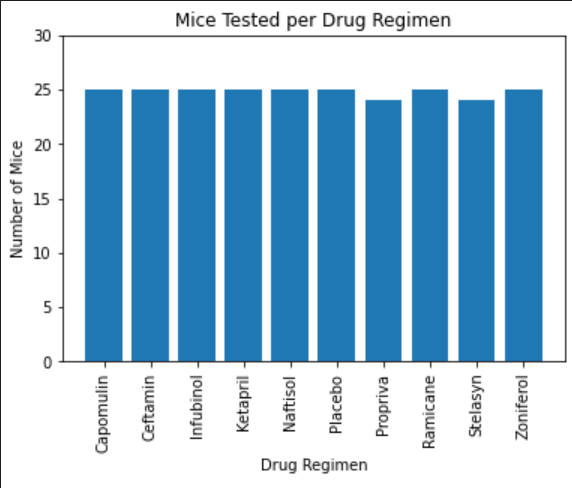 Mice Tested per Drug Regimen
30
25
20
15
10
5
0
Number of Mice
Capomulin
Ceftamin
Infubinol
Ketapril
Naftisol
Placebo
Propriva
Ramicane
Stelasyn
Zoniferol
Drug Regimen